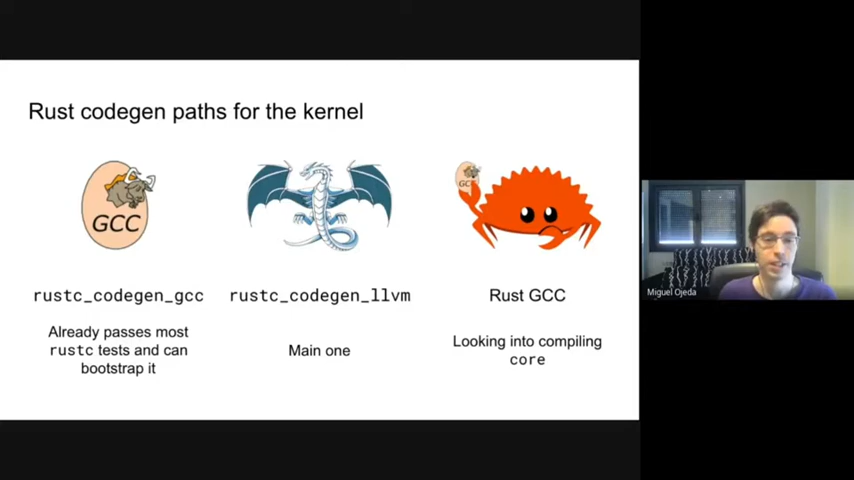 Rust codegen paths for the kernel
GCC
GCC
rustc_codegen_gcc
rustc_codegen_llvm
Rust GCC
Already passes most
rustc tests and can
bootstrap it
Main one
Looking into compiling
core
Miguel Ojeda